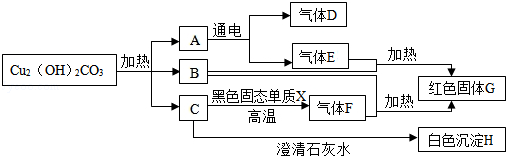 Cu₂（OH）₂CO₃
加热
A
通电
气体D
气体E
加热
B
红色固体G
C
黑色固态单质X
高温
气体F
加热
澄清石灰水
白色沉淀H